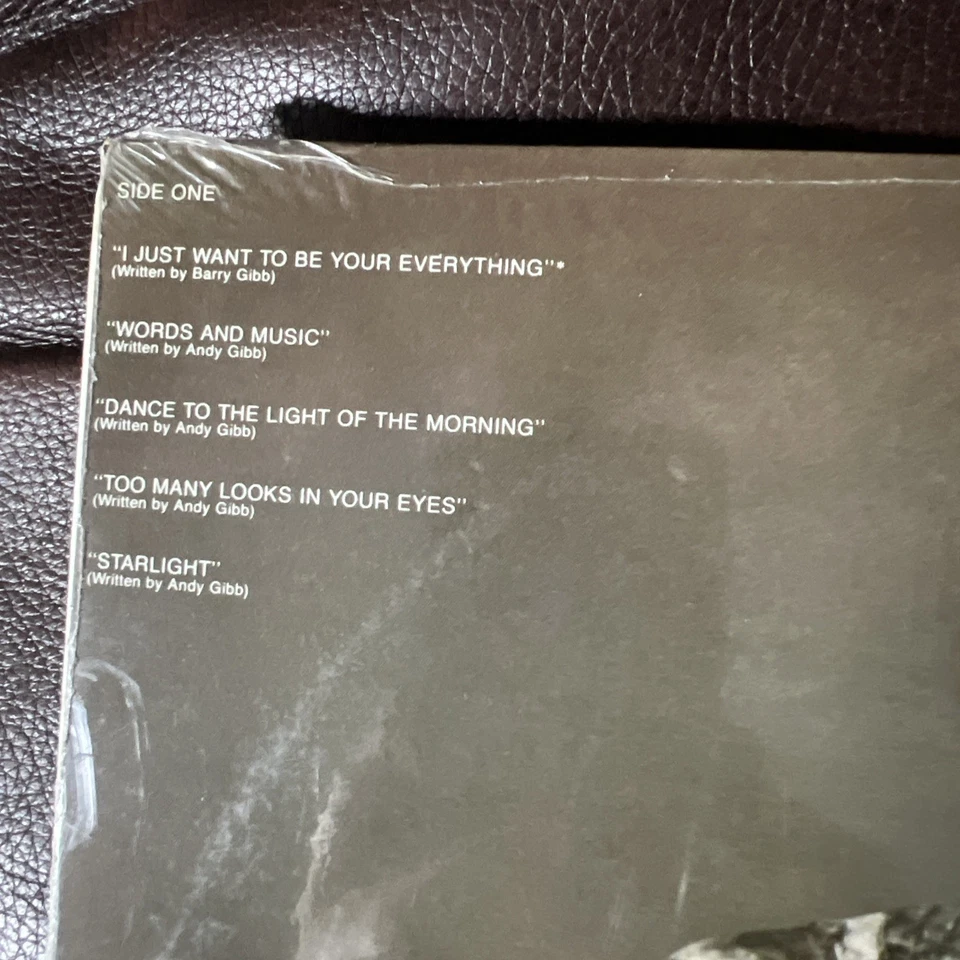 SIDE ONE
"I JUST WANT TO BE YOUR EVERYTHING"*
(Written by Barry Gibb)
"WORDS AND MUSIC"
(Written by Andy Gibb)
"DANCE TO THE LIGHT OF THE MORNING"
(Written by Andy Gibb)
"TOO MANY LOOKS IN YOUR EYES"
(Written by Andy Gibb)
"STARLIGHT"
(Written by Andy Gibb)